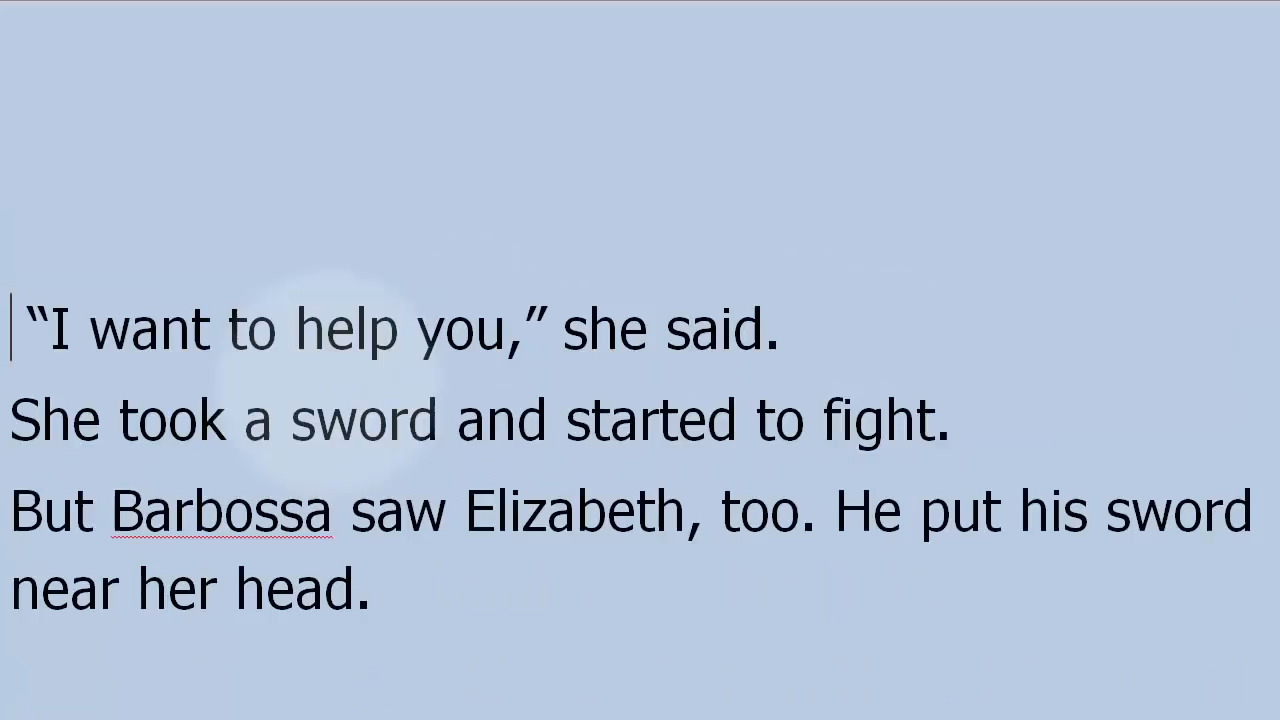 “I want to help you,” she said.
She took a sword and started to fight.
But Barbossa saw Elizabeth, too. He put his sword
near her head.